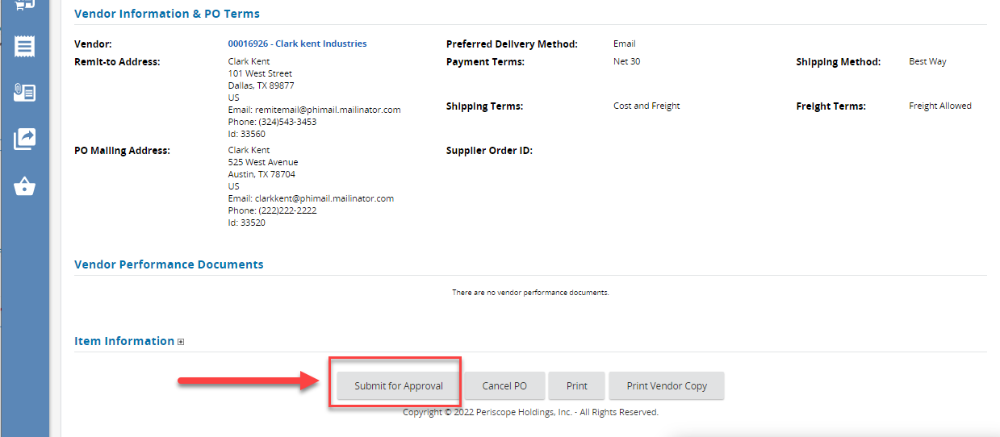 Vendor Information & PO Terms
Vendor: 00016926 - Clark kent Industries Preferred Delivery Method: Email
Remit-to Address: Clark Kent Payment Terms: Net 30 Shipping Method: Best Way
101 West Street
Dallas, TX 89877
US
Shipping Terms: Cost and Freight Freight Terms: Freight Allowed
Email: remitemail@phimail.mailinator.com
Phone: (324)543-3453
Id: 33560
PO Mailing Address: Clark Kent Supplier Order ID:
525 West Avenue
Austin, TX 78704
US
Email: clarkkent@phimail.mailinator.com
Phone: (222)222-2222
Id: 33520
Vendor Performance Documents
There are no vendor performance documents.
Item Information
Submit for Approval Cancel PO Print Print Vendor Copy
Copyright © 2022 Periscope Holdings, Inc. - All Rights Reserved.